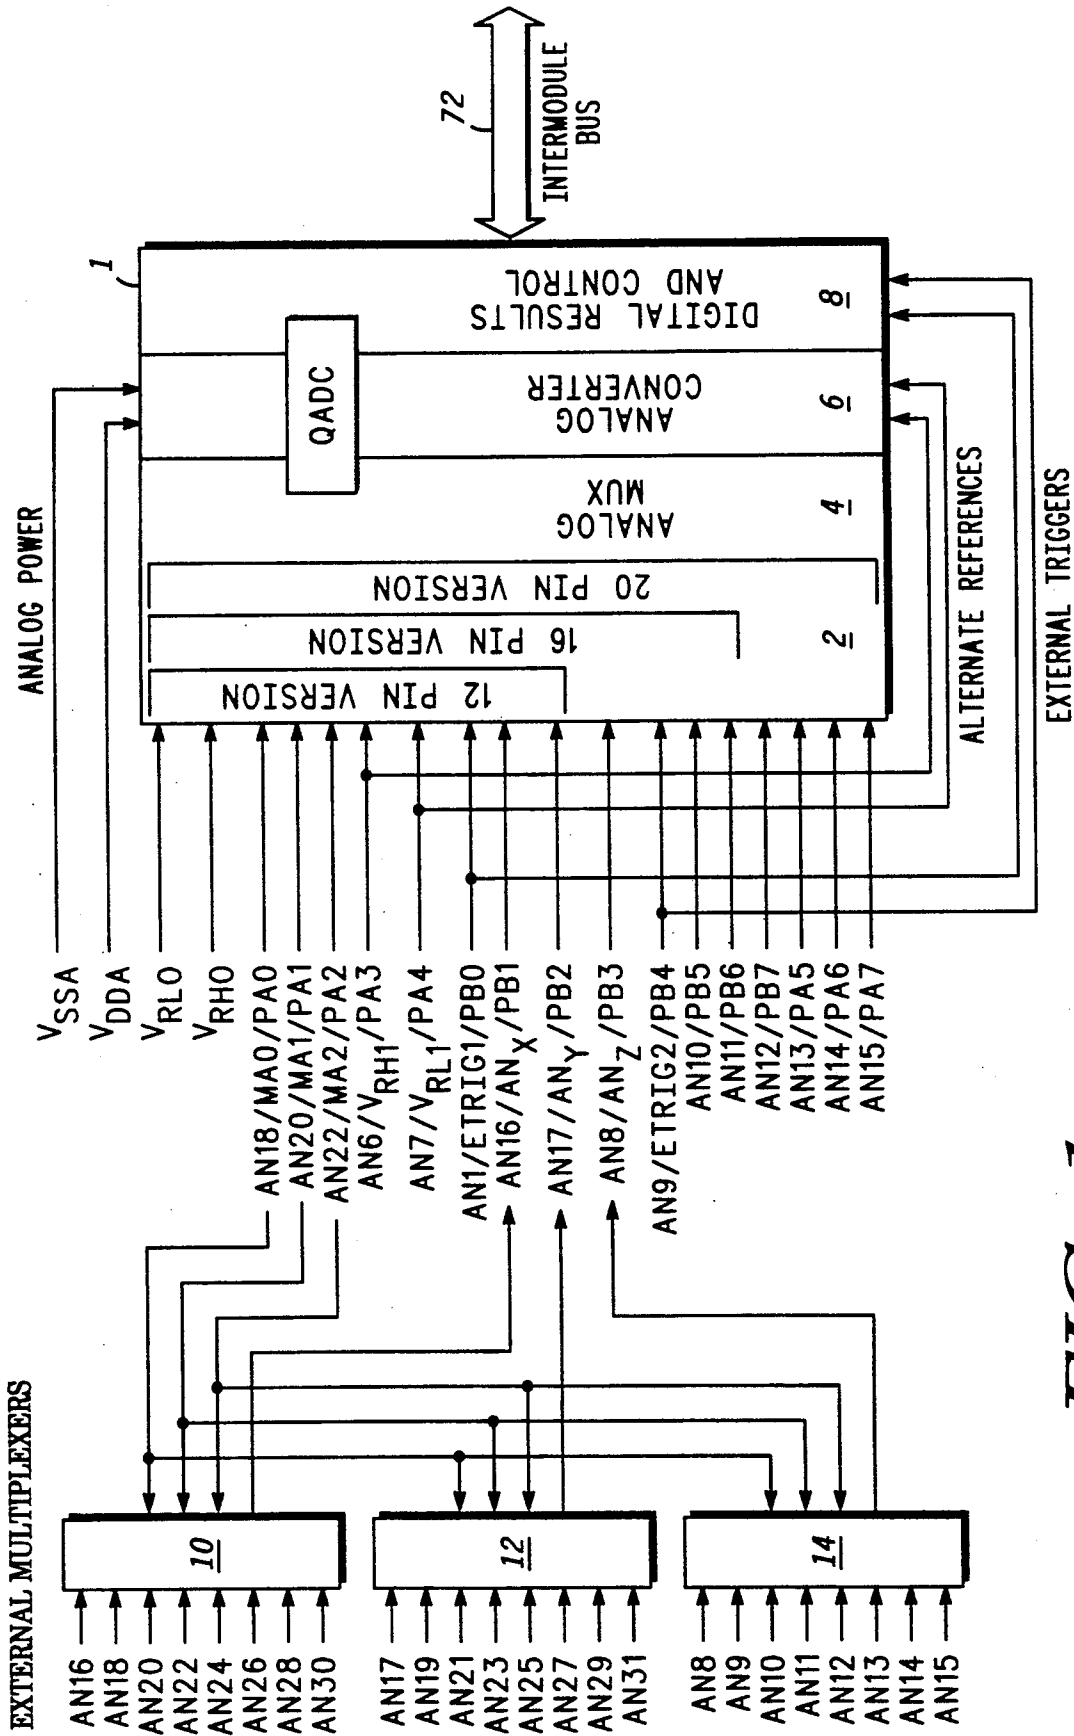 EXTERNAL MULTIPLEXERS
AN16
AN18
AN20
AN22
AN24
AN26
AN28
AN30
10
AN17
AN19
AN21
AN23
AN25
AN27
AN29
AN31
12
AN8
AN9
AN10
AN11
AN12
AN13
AN14
AN15
14
ANALOG POWER
VSSA
VDDA
VRL0
VRH0
AN18/MA0/PA0
AN20/MA1/PA1
AN22/MA2/PA2
AN6/VRH1/PA3
AN7/VRL1/PA4
AN1/ETRIG1/PB0
AN16/ANX/PB1
AN17/ANY/PB2
AN8/ANZ/PB3
AN9/ETRIG2/PB4
AN10/PB5
AN11/PB6
AN12/PB7
AN13/PA5
AN14/PA6
AN15/PA7
12 PIN VERSION
16 PIN VERSION
20 PIN VERSION
2
ANALOG
MUX
4
QADC
ANALOG
CONVERTER
6
DIGITAL RESULTS
AND CONTROL
8
1
72
INTERMODULE
BUS
ALTERNATE REFERENCES
EXTERNAL TRIGGERS